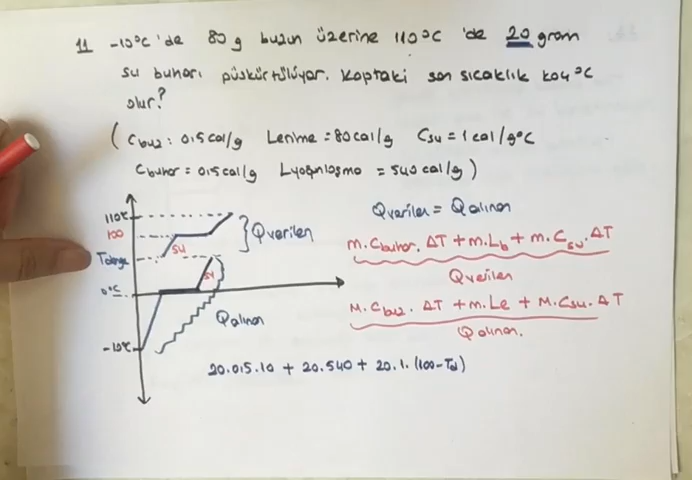 11 -10°C 'de 80 g buzun üzerine 110°C 'de 20 gram
su buharı püskürtülüyor. Kaptaki son sıcaklık kaç °C
olur?
(Cbuz: 0,5 cal/g Lerime = 80 cal/g Csu = 1 cal/g°C
Cbuhar = 0,5 cal/g Lyoğunlaşma = 540 cal/g)
Qverilen = Qalınan
110°C
100
su
Qverilen
m. Cbuhar. ΔT + m.Lb + m. Csu. ΔT
Qverilen
Tdenge
su
0°C
Qalınan
M. Cbuz. ΔT + m.Le + M.Csu. ΔT
Qalınan.
-10°C
20.0,5.10 + 20.540 + 20.1. (100-Td)